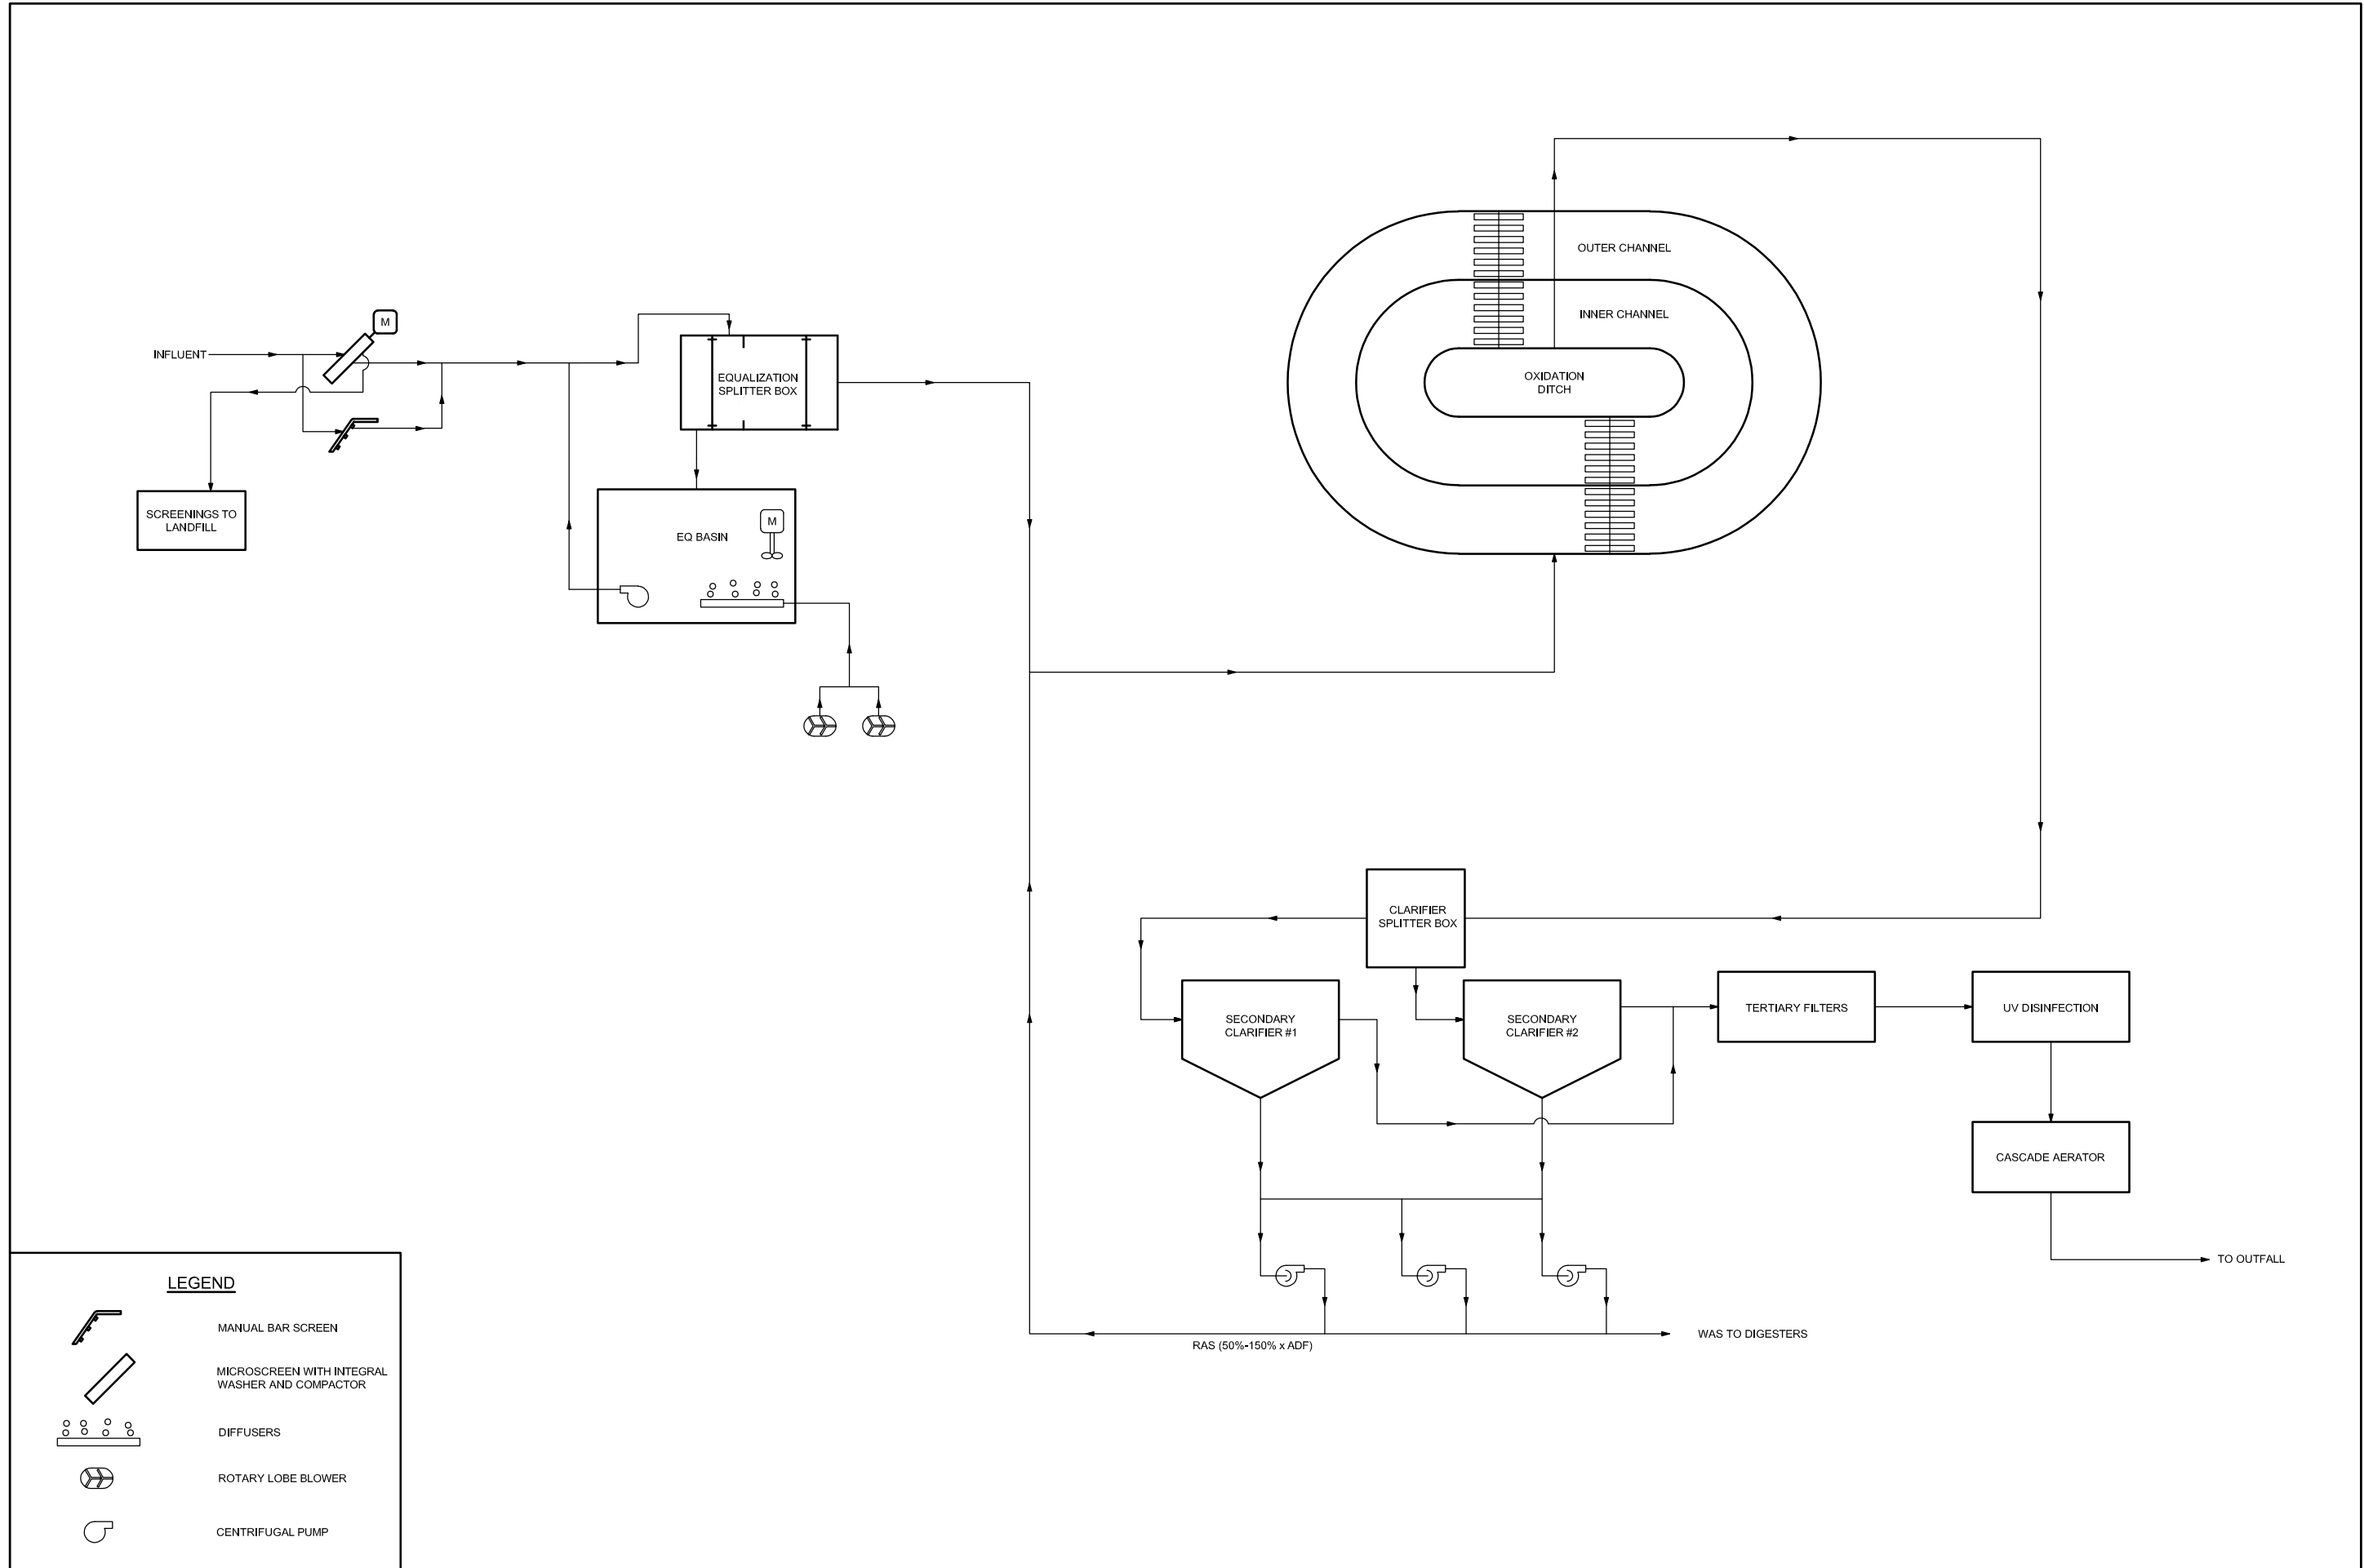 OUTER CHANNEL
INNER CHANNEL
M
INFLUENT
OXIDATION
DITCH
EQUALIZATION
SPLITTER BOX
SCREENINGS TO
LANDFILL
M
EQ BASIN
CLARIFIER
SPLITTER BOX
SECONDARY
CLARIFIER #1
SECONDARY
CLARIFIER #2
TERTIARY FILTERS
UV DISINFECTION
CASCADE AERATOR
TO OUTFALL
WAS TO DIGESTERS
RAS (50%-150% x ADF)
LEGEND
MANUAL BAR SCREEN
MICROSCREEN WITH INTEGRAL
WASHER AND COMPACTOR
DIFFUSERS
ROTARY LOBE BLOWER
CENTRIFUGAL PUMP